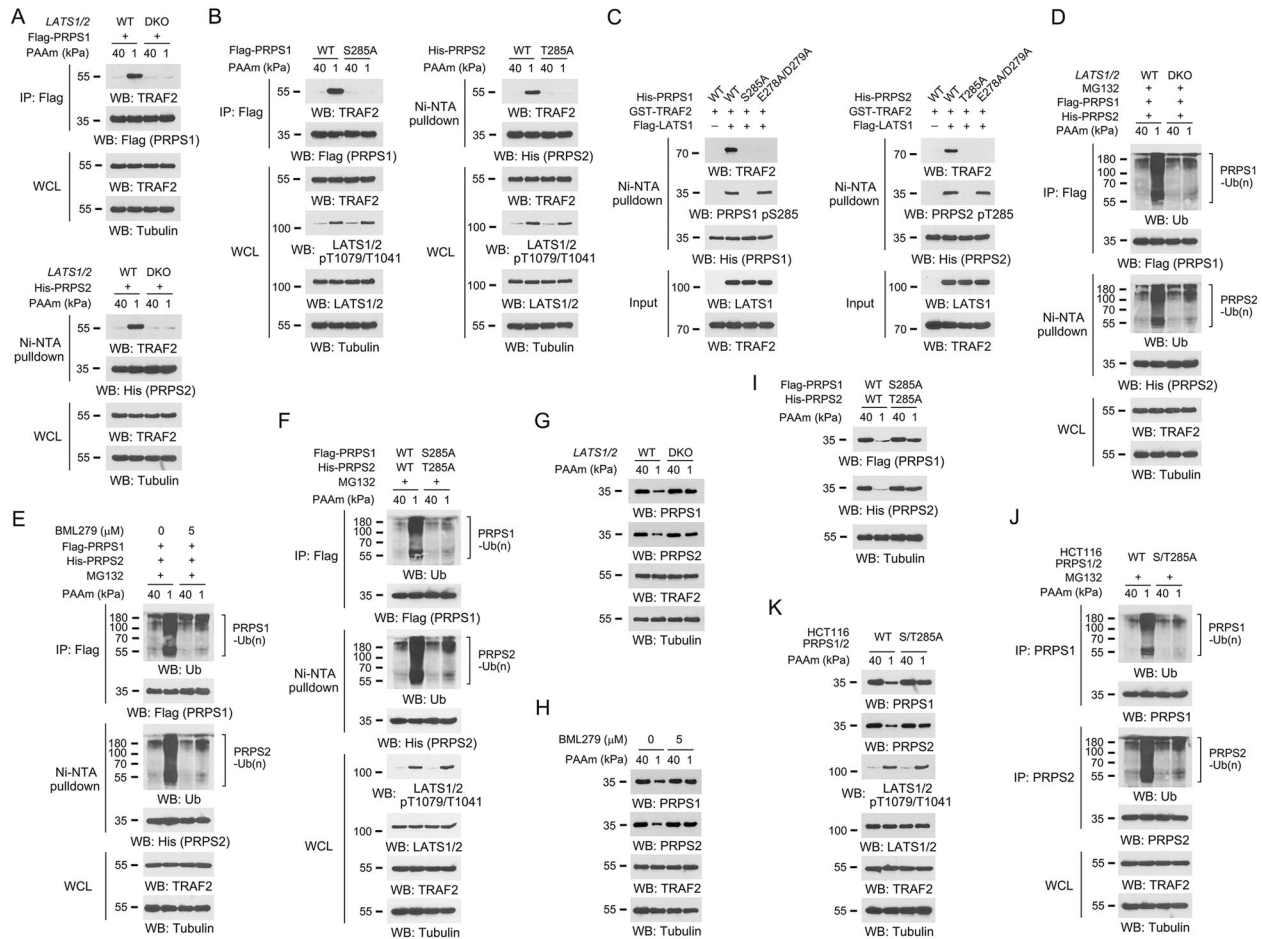 A
LATS1/2 WT DKO
Flag-PRPS1 + +
PAAm (kPa) 40 1 40 1
IP: Flag
55
WB: TRAF2
35
WB: Flag (PRPS1)
WCL
55
WB: TRAF2
55
WB: Tubulin
LATS1/2 WT DKO
His-PRPS2 + +
PAAm (kPa) 40 1 40 1
Ni-NTA
pulldown
55
WB: TRAF2
35
WB: His (PRPS2)
WCL
55
WB: TRAF2
55
WB: Tubulin
B
Flag-PRPS1 WT S285A
PAAm (kPa) 40 1 40 1
IP: Flag
55
WB: TRAF2
35
WB: Flag (PRPS1)
WCL
55
WB: TRAF2
100
WB: LATS1/2
pT1079/T1041
100
WB: LATS1/2
55
WB: Tubulin
His-PRPS2 WT T285A
PAAm (kPa) 40 1 40 1
Ni-NTA
pulldown
55
WB: TRAF2
35
WB: His (PRPS2)
WCL
55
WB: TRAF2
100
WB: LATS1/2
pT1079/T1041
100
WB: LATS1/2
55
WB: Tubulin
C
His-PRPS1 WT WT S285A E278A/D279A
GST-TRAF2 + + + +
Flag-LATS1 − + + +
Ni-NTA
pulldown
70
WB: TRAF2
35
WB: PRPS1 pS285
35
WB: His (PRPS1)
Input
100
WB: LATS1
70
WB: TRAF2
His-PRPS2 WT WT T285A E278A/D279A
GST-TRAF2 + + + +
Flag-LATS1 − + + +
Ni-NTA
pulldown
70
WB: TRAF2
35
WB: PRPS2 pT285
35
WB: His (PRPS2)
Input
100
WB: LATS1
70
WB: TRAF2
D
LATS1/2 WT DKO
MG132 + +
Flag-PRPS1 + +
His-PRPS2 + +
PAAm (kPa) 40 1 40 1
IP: Flag
180
100
70
55
PRPS1
-Ub(n)
WB: Ub
35
WB: Flag (PRPS1)
Ni-NTA
pulldown
180
100
70
55
PRPS2
-Ub(n)
WB: Ub
35
WB: His (PRPS2)
WCL
55
WB: TRAF2
55
WB: Tubulin
E
BML279 (μM) 0 5
Flag-PRPS1 + +
His-PRPS2 + +
MG132 + +
PAAm (kPa) 40 1 40 1
IP: Flag
180
100
70
55
PRPS1
-Ub(n)
WB: Ub
35
WB: Flag (PRPS1)
Ni-NTA
pulldown
180
100
70
55
PRPS2
-Ub(n)
WB: Ub
35
WB: His (PRPS2)
WCL
55
WB: TRAF2
55
WB: Tubulin
F
Flag-PRPS1 WT S285A
His-PRPS2 WT T285A
MG132 + +
PAAm (kPa) 40 1 40 1
IP: Flag
180
100
70
55
PRPS1
-Ub(n)
WB: Ub
35
WB: Flag (PRPS1)
Ni-NTA
pulldown
180
100
70
55
PRPS2
-Ub(n)
WB: Ub
35
WB: His (PRPS2)
WCL
100
WB: LATS1/2
pT1079/T1041
100
WB: LATS1/2
55
WB: TRAF2
55
WB: Tubulin
G
LATS1/2 WT DKO
PAAm (kPa) 40 1 40 1
35
WB: PRPS1
35
WB: PRPS2
55
WB: TRAF2
55
WB: Tubulin
H
BML279 (μM) 0 5
PAAm (kPa) 40 1 40 1
35
WB: PRPS1
35
WB: PRPS2
55
WB: TRAF2
55
WB: Tubulin
I
Flag-PRPS1 WT S285A
His-PRPS2 WT T285A
PAAm (kPa) 40 1 40 1
35
WB: Flag (PRPS1)
35
WB: His (PRPS2)
55
WB: Tubulin
J
HCT116
PRPS1/2 WT S/T285A
MG132 + +
PAAm (kPa) 40 1 40 1
IP: PRPS1
180
100
70
55
PRPS1
-Ub(n)
WB: Ub
35
WB: PRPS1
IP: PRPS2
180
100
70
55
PRPS2
-Ub(n)
WB: Ub
35
WB: PRPS2
WCL
55
WB: TRAF2
55
WB: Tubulin
K
HCT116
PRPS1/2 WT S/T285A
PAAm (kPa) 40 1 40 1
35
WB: PRPS1
35
WB: PRPS2
100
WB: LATS1/2
pT1079/T1041
100
WB: LATS1/2
55
WB: TRAF2
55
WB: Tubulin